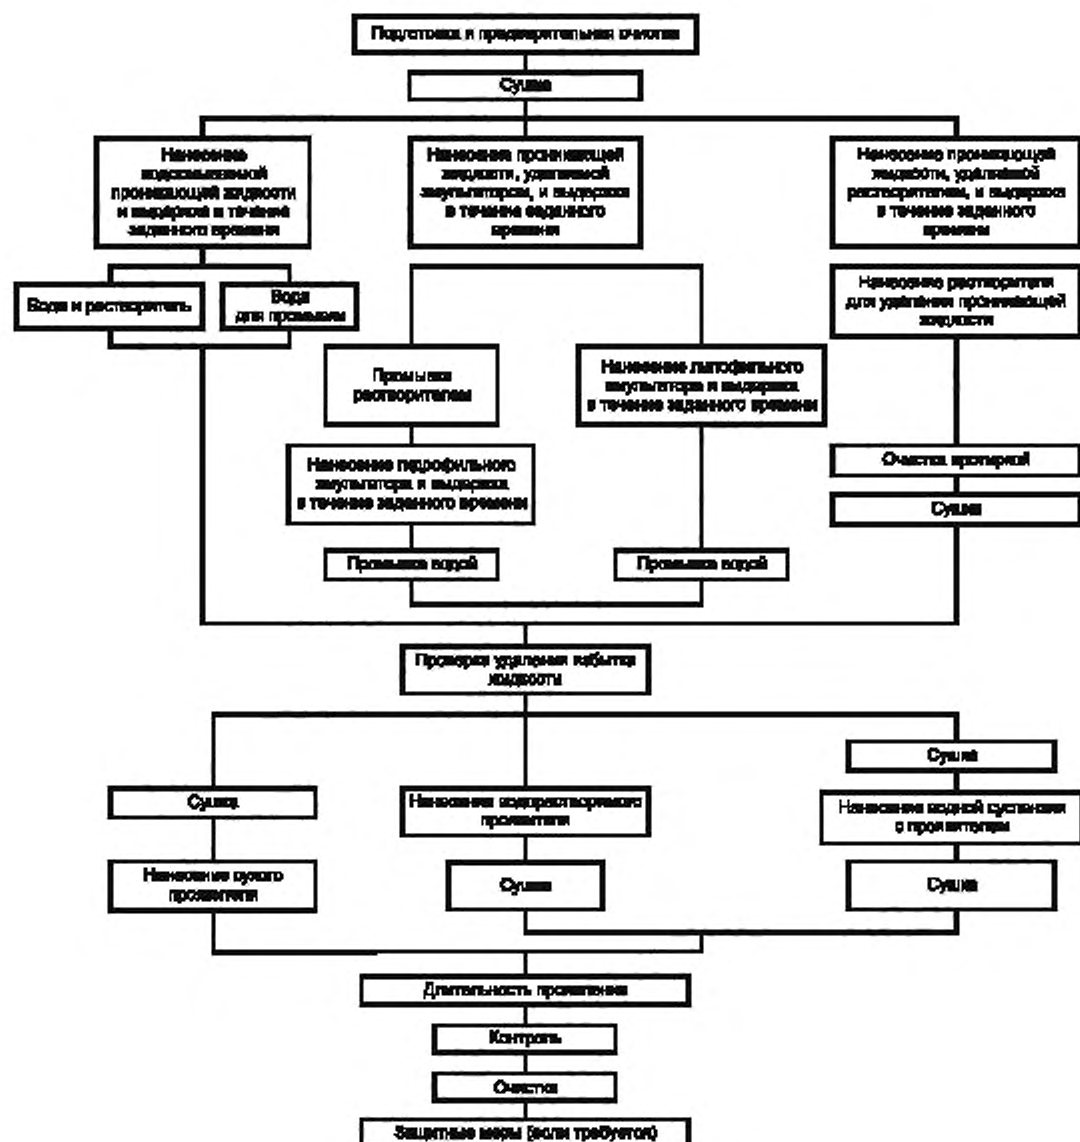 Подготовка и предварительная очистка
Сушка
Нанесение
водосмываемой
проникающей жидкости
и выдержка в течение
заданного времени
Нанесение проникающей
жидкости, удаляемой
эмульгатором, и выдержка
в течение заданного
времени
Нанесение проникающей
жидкости, удаляемой
растворителем, и выдержка
в течение заданного
времени
Вода и растворитель
Вода
для промывки
Нанесение растворителя
для удаления проникающей
жидкости
Промывка
растворителем
Нанесение липофильного
эмульгатора и выдержка
в течение заданного времени
Нанесение гидрофильного
эмульгатора и выдержка
в течение заданного времени
Очистка протиркой
Сушка
Промывка водой
Промывка водой
Проверка удаления избытка
жидкости
Сушка
Сушка
Нанесение водорастворимого
проявителя
Нанесение водной суспензии
с проявителем
Нанесение сухого
проявителя
Сушка
Сушка
Длительность проявления
Контроль
Очистка
Защитные меры (если требуется)